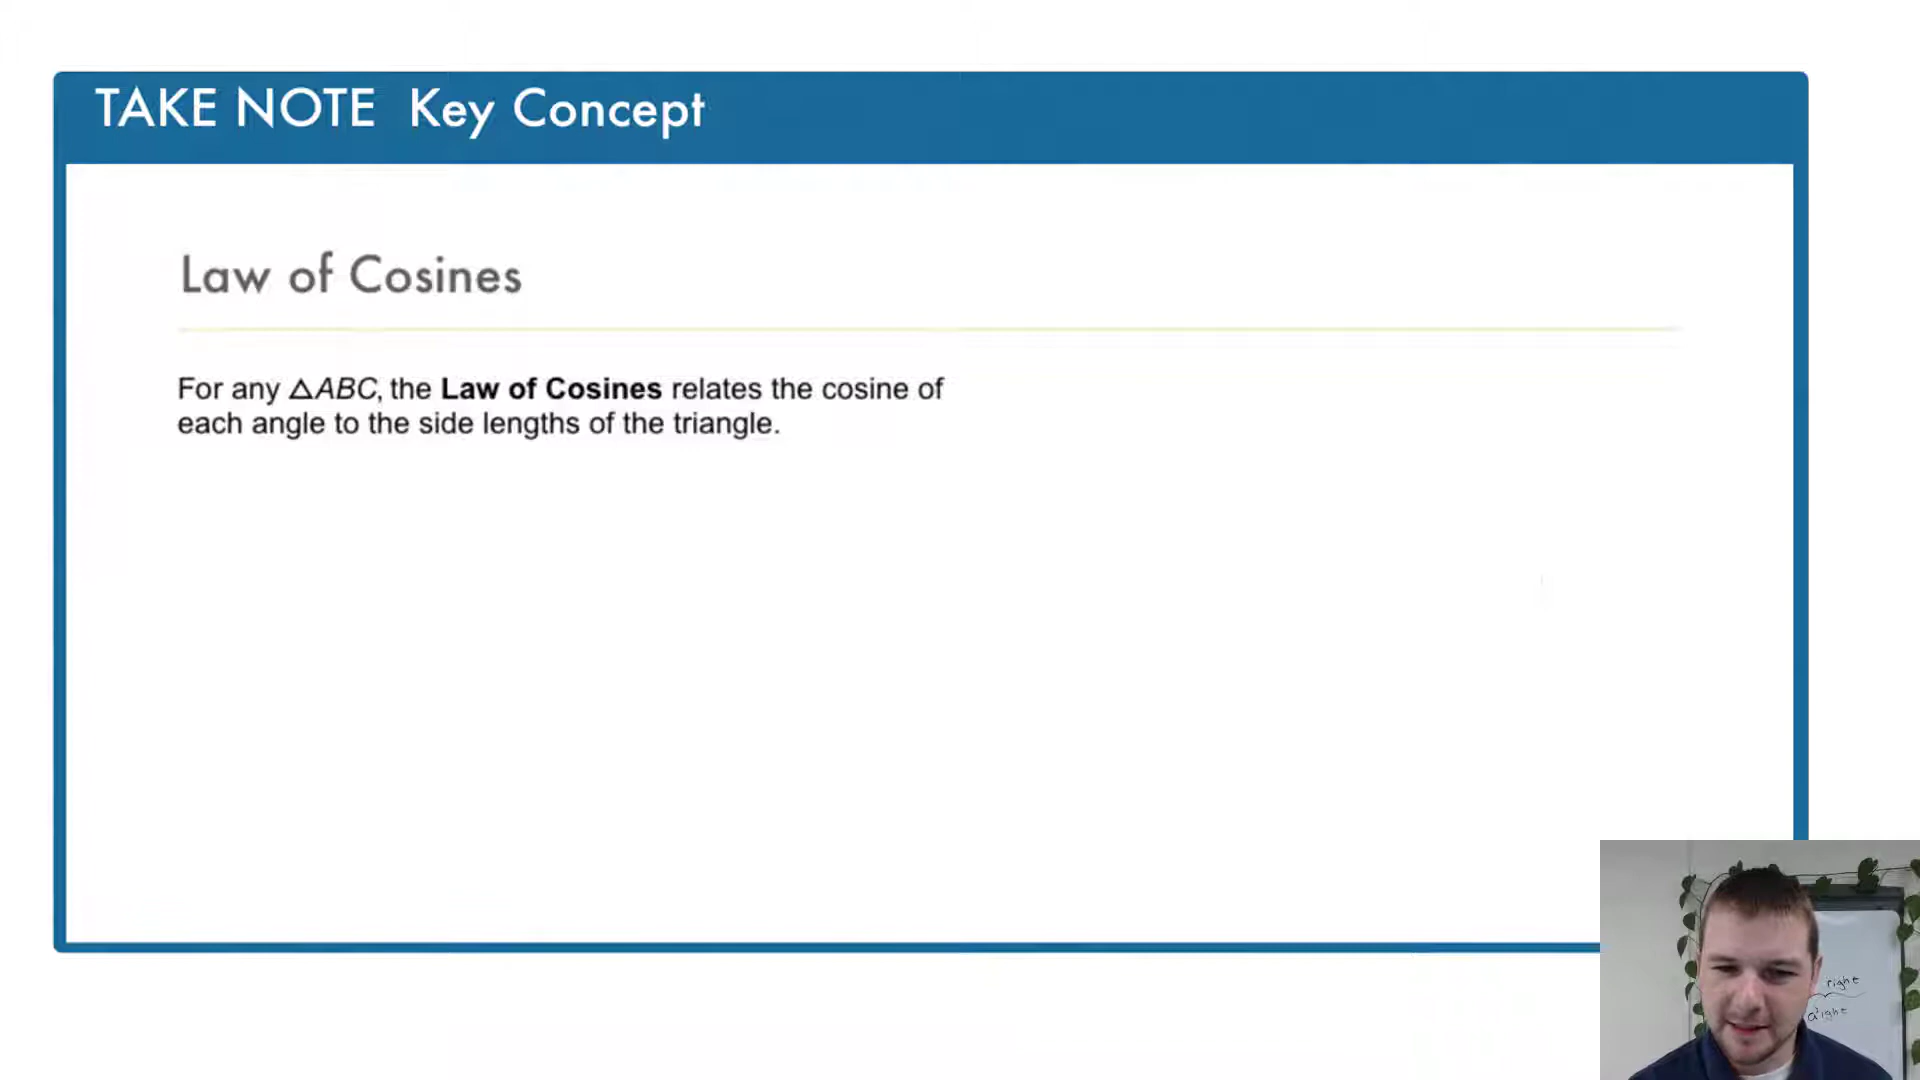 TAKE NOTE Key Concept
Law of Cosines
For any △ABC, the Law of Cosines relates the cosine of
each angle to the side lengths of the triangle.
right